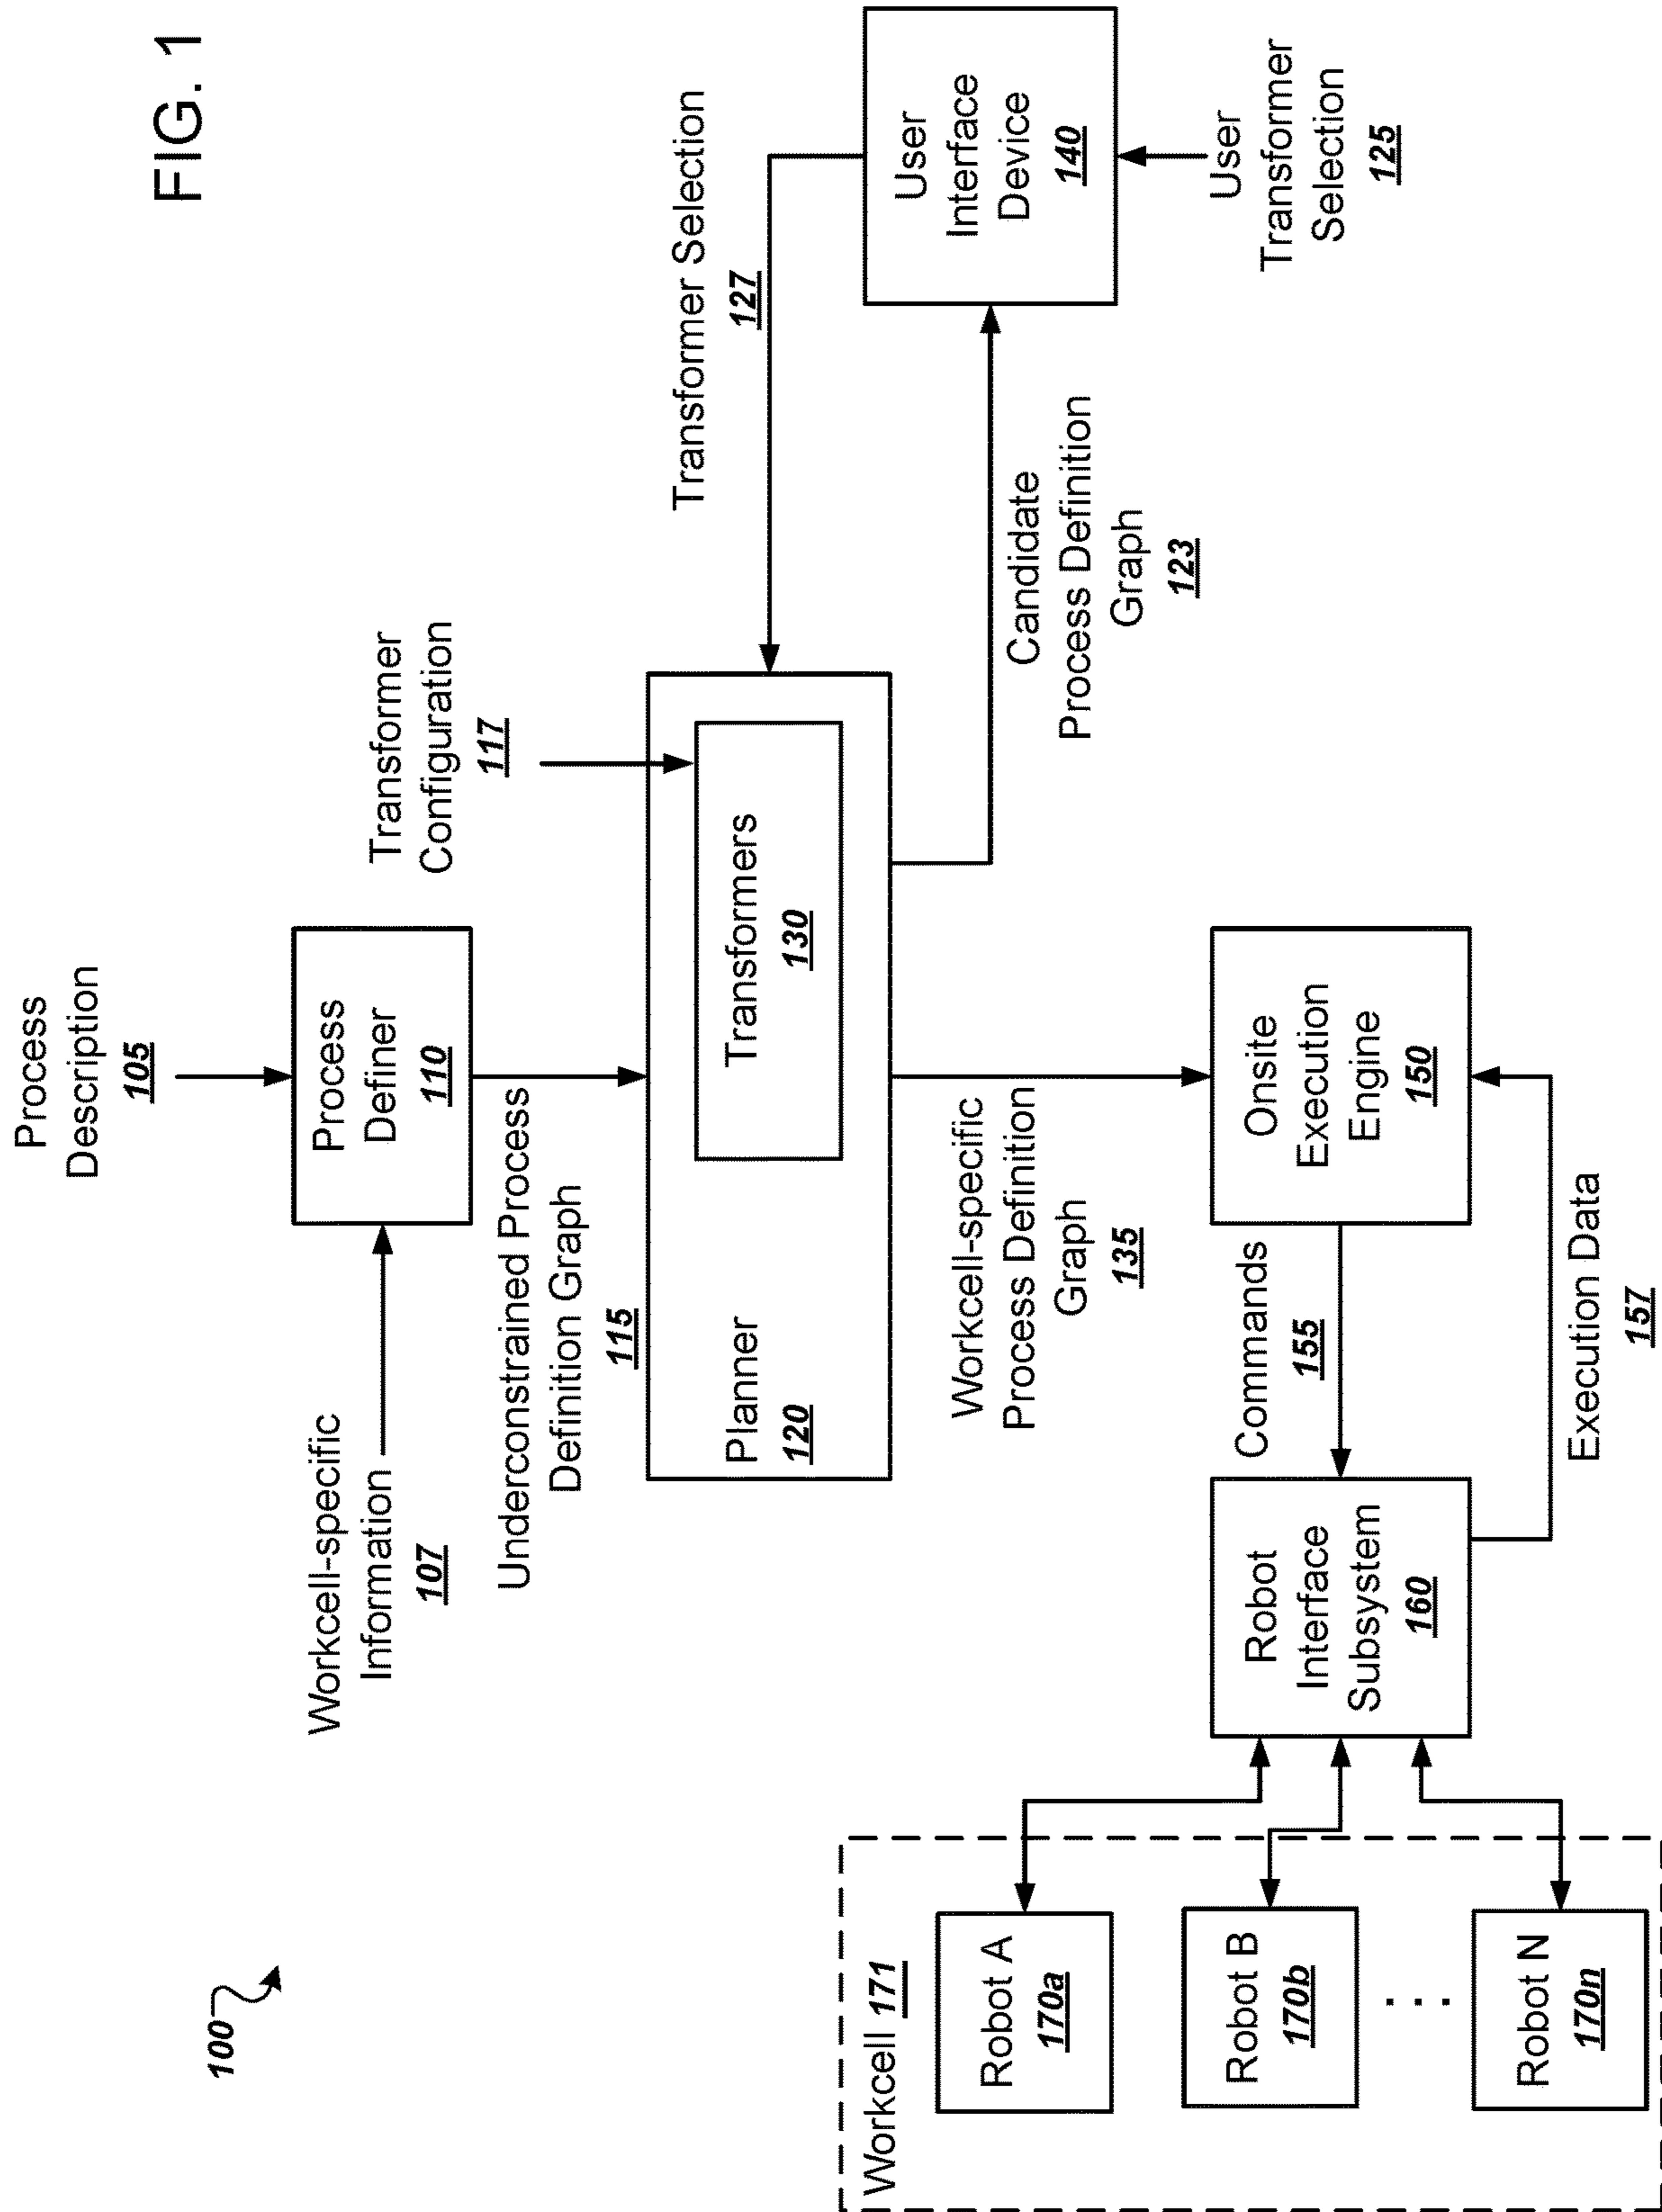 FIG. 1
100
Process
Description
105
Workcell-specific
Information
107
Process
Definer
110
Transformer
Configuration
117
Underconstrained Process
Definition Graph
115
Transformer Selection
127
Planner
120
Transformers
130
User
Interface
Device
140
Candidate
Process Definition
Graph
123
User
Transformer
Selection
125
Workcell-specific
Process Definition
Graph
135
Workcell 171
Robot A
170a
Robot B
170b
. . .
Robot N
170n
Robot
Interface
Subsystem
160
Commands
155
Onsite
Execution
Engine
150
Execution Data
157